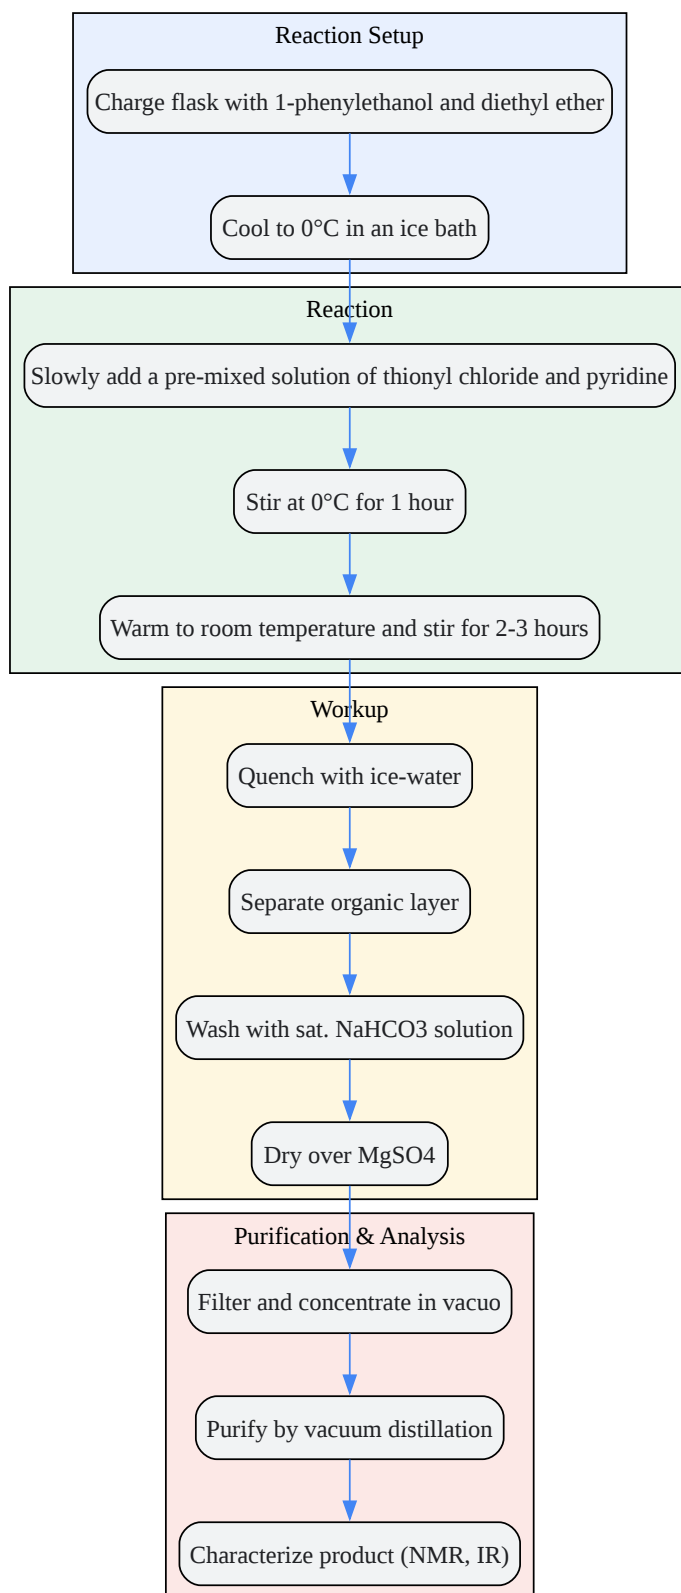 Reaction Setup
Charge flask with 1-phenylethanol and diethyl ether
Cool to 0°C in an ice bath
Reaction
Slowly add a pre-mixed solution of thionyl chloride and pyridine
Stir at 0°C for 1 hour
Warm to room temperature and stir for 2-3 hours
Workup
Quench with ice-water
Separate organic layer
Wash with sat. NaHCO3 solution
Dry over MgSO4
Purification & Analysis
Filter and concentrate in vacuo
Purify by vacuum distillation
Characterize product (NMR, IR)